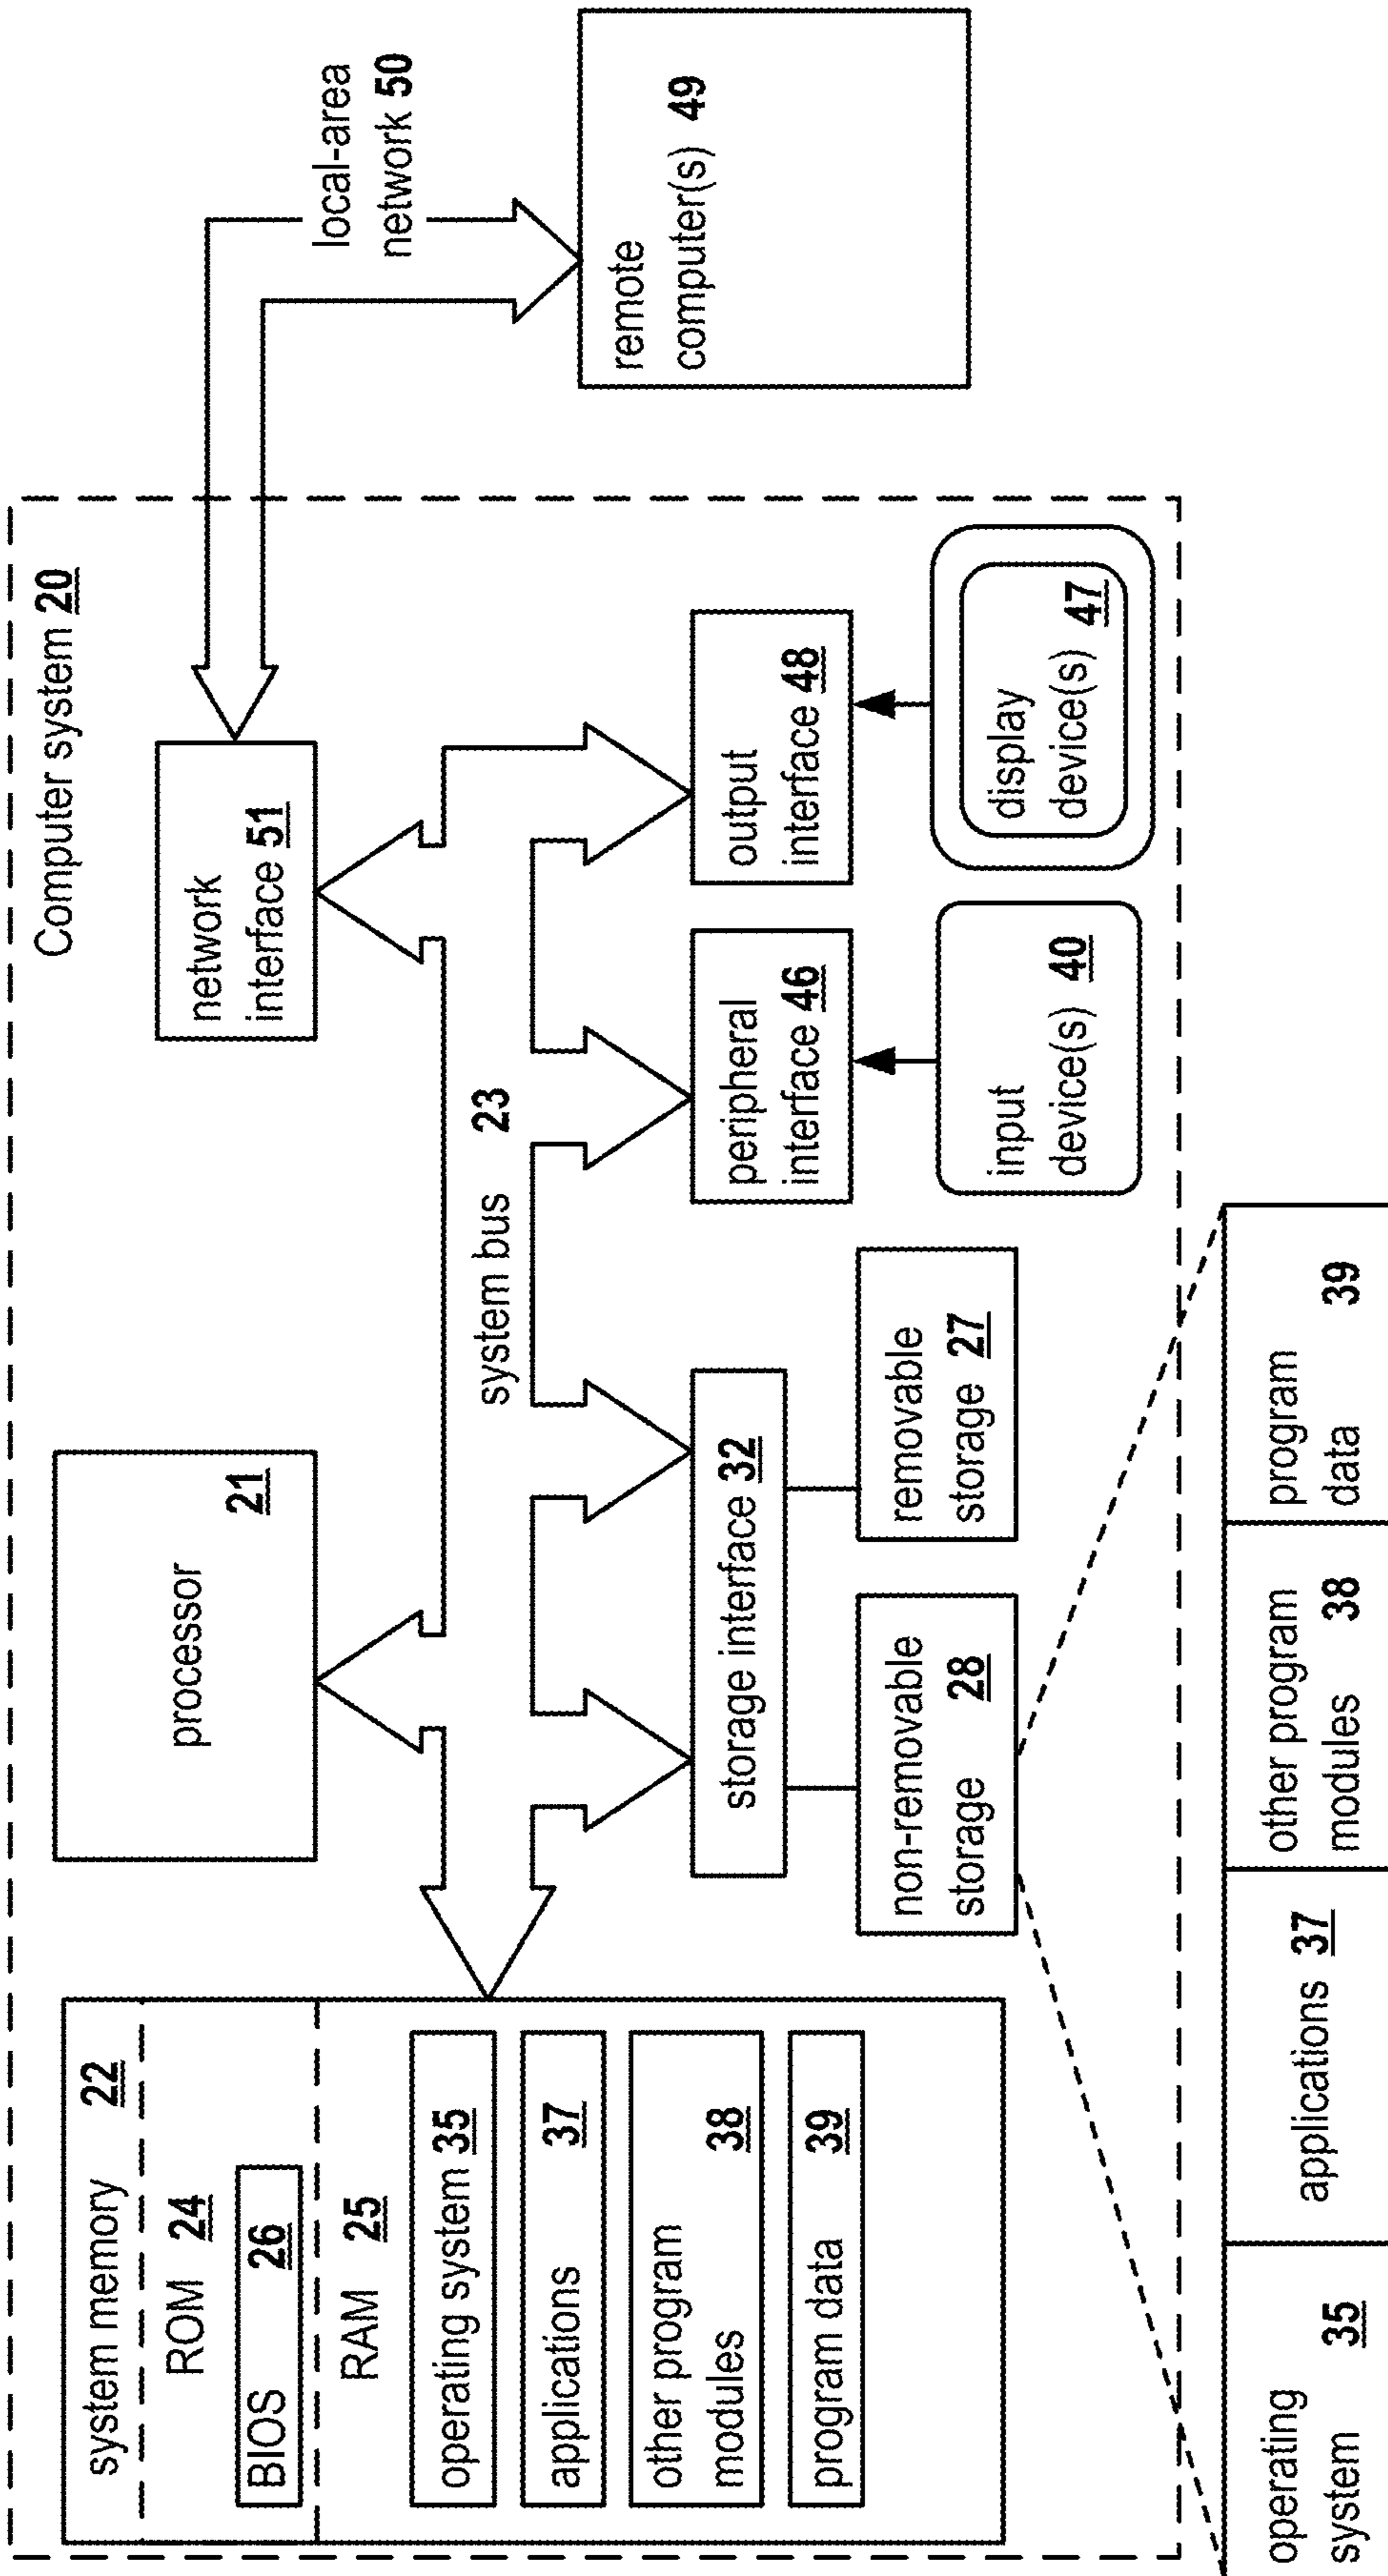 Computer system 20
system memory 22
ROM 24
BIOS 26
RAM 25
operating system 35
applications 37
other program
modules 38
program data 39
processor
21
network
interface 51
local-area
network 50
system bus 23
storage interface 32
peripheral
interface 46
output
interface 48
remote
computer(s) 49
non-removable
storage 28
removable
storage 27
input
device(s) 40
display
device(s) 47
operating
system 35
applications 37
other program
modules 38
program
data 39